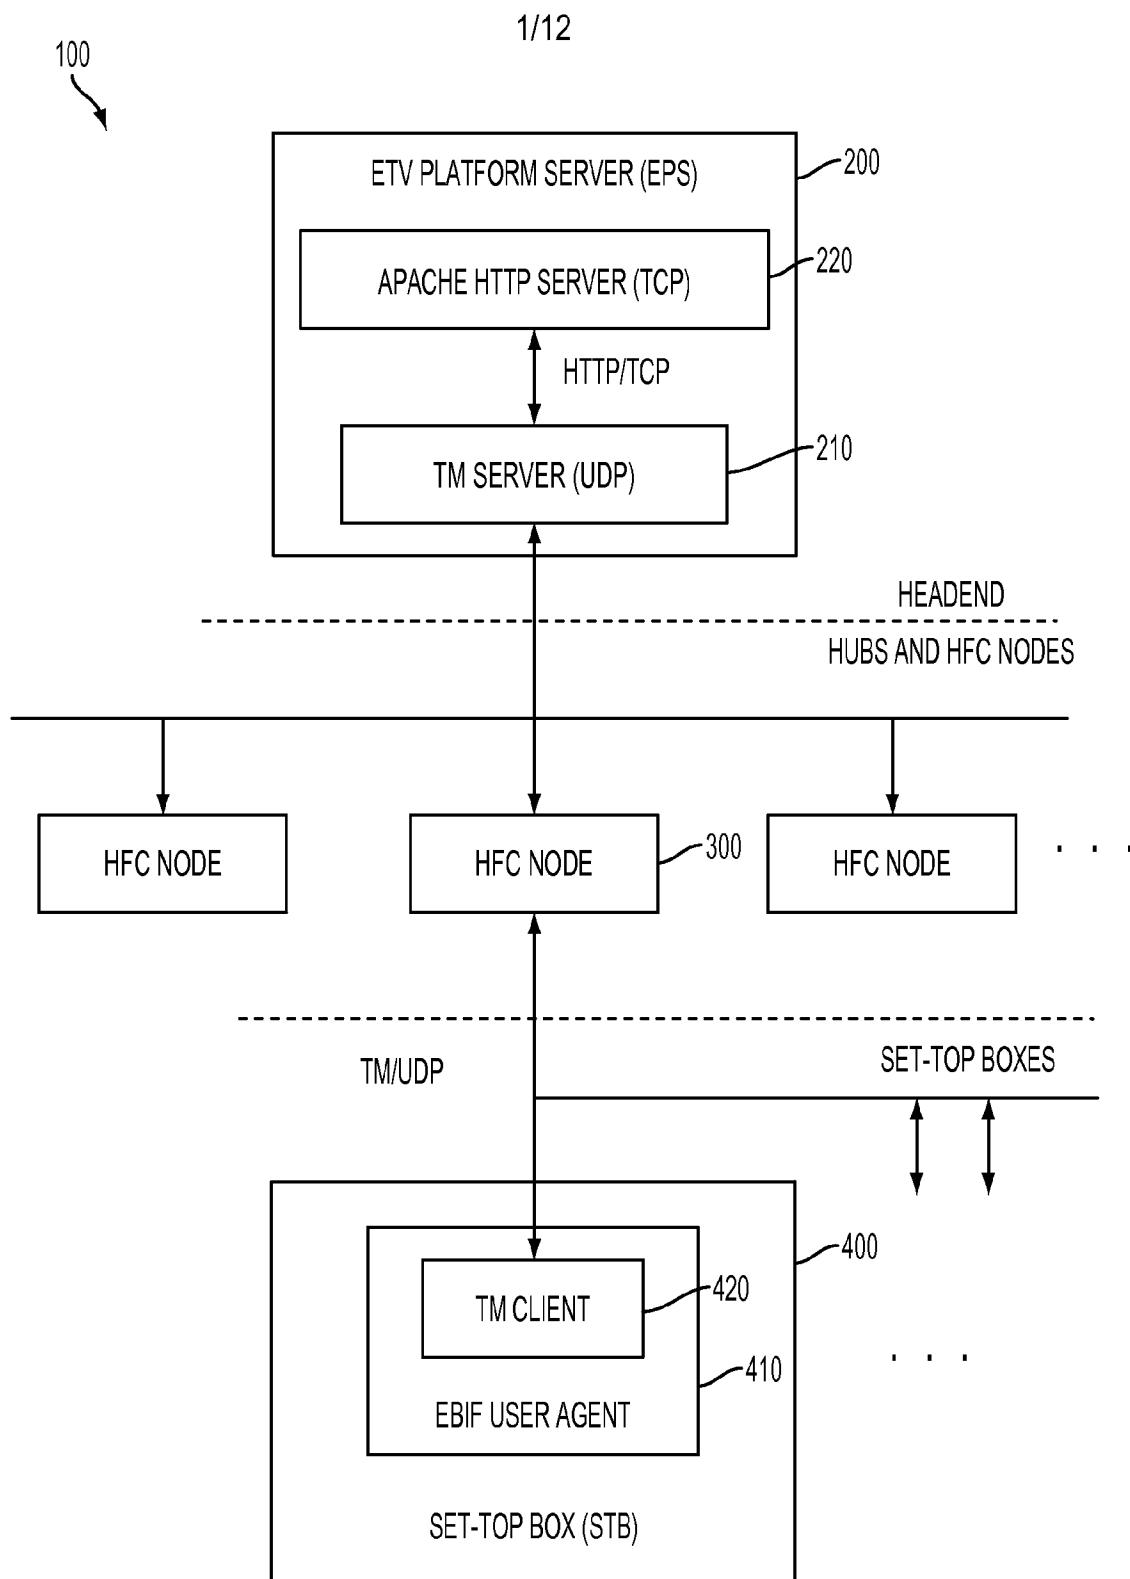 1/12
100
ETV PLATFORM SERVER (EPS)
200
APACHE HTTP SERVER (TCP)
220
HTTP/TCP
TM SERVER (UDP)
210
HEADEND
HUBS AND HFC NODES
HFC NODE
HFC NODE
300
HFC NODE
. . .
TM/UDP
SET-TOP BOXES
400
TM CLIENT
420
. . .
410
EBIF USER AGENT
SET-TOP BOX (STB)